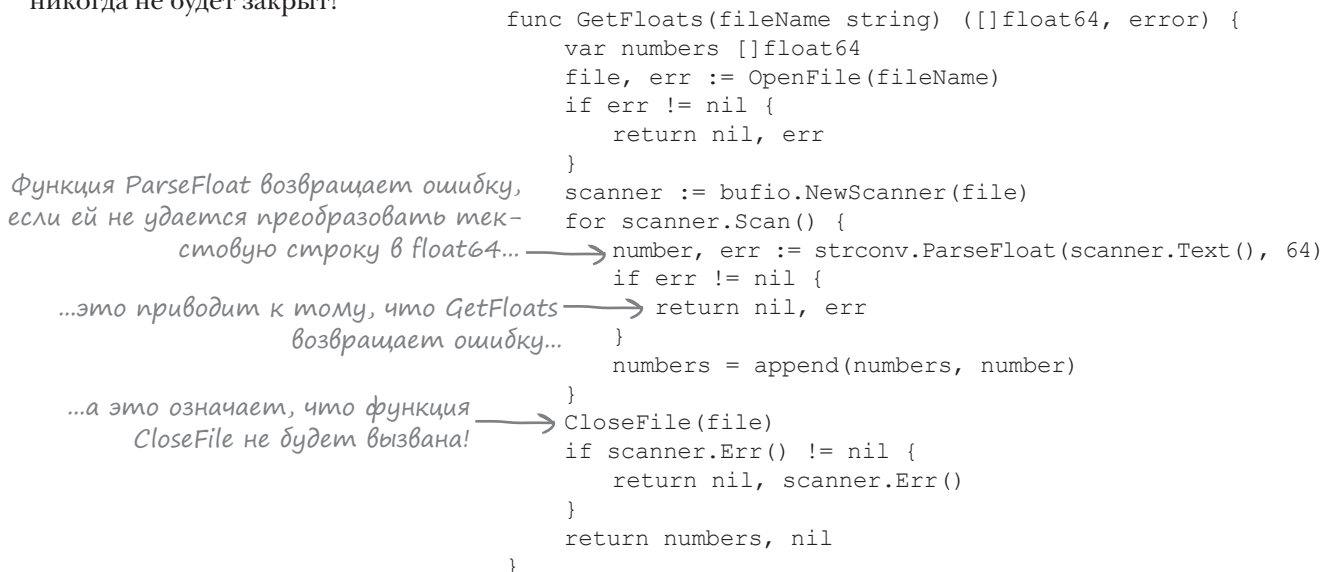 никогда не будет закрыт!
func GetFloats(fileName string) ([]float64, error) {
var numbers []float64
file, err := OpenFile(fileName)
if err != nil {
return nil, err
}
scanner := bufio.NewScanner(file)
for scanner.Scan() {
number, err := strconv.ParseFloat(scanner.Text(), 64)
if err != nil {
return nil, err
}
numbers = append(numbers, number)
}
CloseFile(file)
if scanner.Err() != nil {
return nil, scanner.Err()
}
return numbers, nil
}
Функция ParseFloat возвращает ошибку,
если ей не удается преобразовать тек-
стовую строку в float64...
...это приводит к тому, что GetFloats
возвращает ошибку...
...а это означает, что функция
CloseFile не будет вызвана!